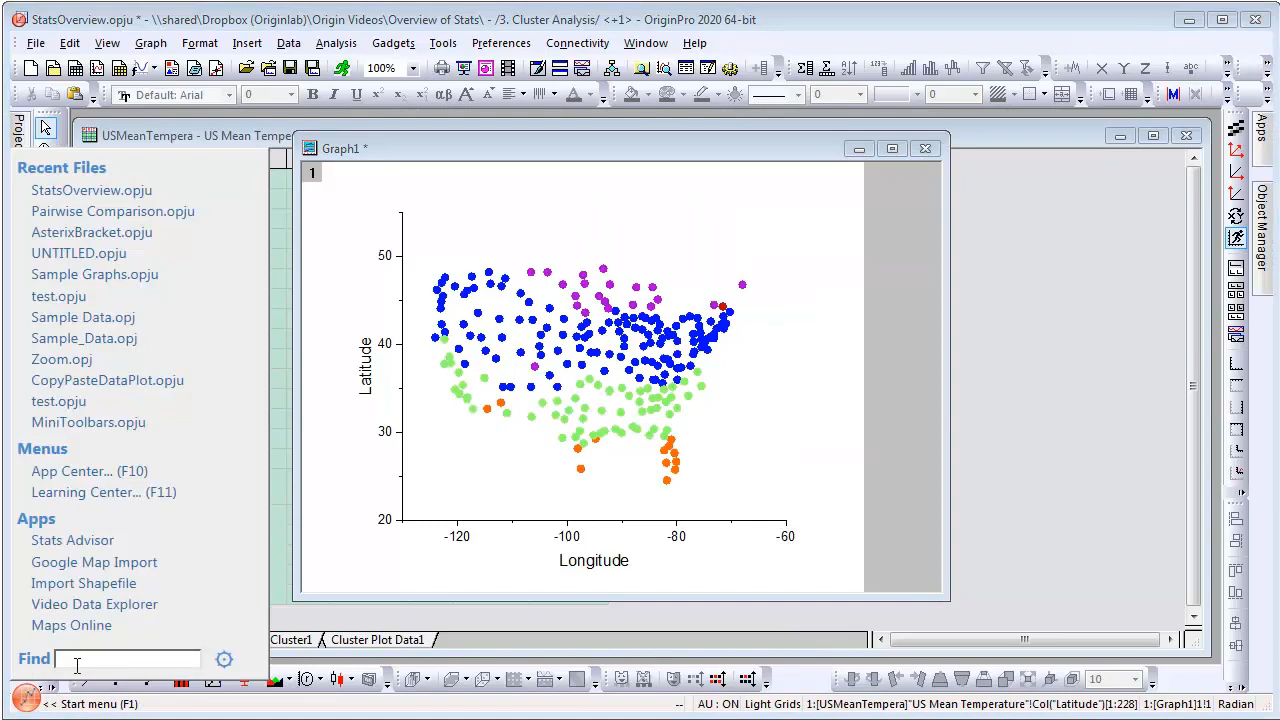 StatsOverview.opju * - \\shared\Dropbox (Originlab)\Origin Videos\Overview of Stats\ - /3. Cluster Analysis/ <+1> - OriginPro 2020 64-bit
File Edit View Graph Format Insert Data Analysis Gadgets Tools Preferences Connectivity Window Help
100%
Default: Arial 0 B I U αβ A A A 0 0
Proj
USMeanTempera - US Mean Tempe
Graph1 *
Apps
Object Manager
1
Recent Files
StatsOverview.opju
Pairwise Comparison.opju
AsterixBracket.opju
UNTITLED.opju
Sample Graphs.opju
test.opju
Sample Data.opj
Sample_Data.opj
Zoom.opj
CopyPasteDataPlot.opju
test.opju
MiniToolbars.opju
Menus
App Center... (F10)
Learning Center... (F11)
Apps
Stats Advisor
Google Map Import
Import Shapefile
Video Data Explorer
Maps Online
Find
50
40
30
20
Latitude
-120 -100 -80 -60
Longitude
Cluster1 Cluster Plot Data1
10
<< Start menu (F1)
-- AU : ON Light Grids 1:[USMeanTempera]"US Mean Temperature"!Col("Latitude")[1:228] 1:[Graph1]1!1 Radian